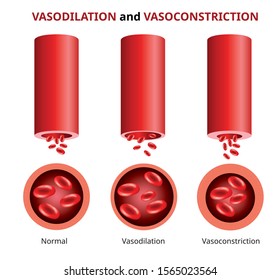 VASODILATION and VASOCONSTRICTION
Normal
Vasodilation
Vasoconstriction
shutterstock.com · 1565023564